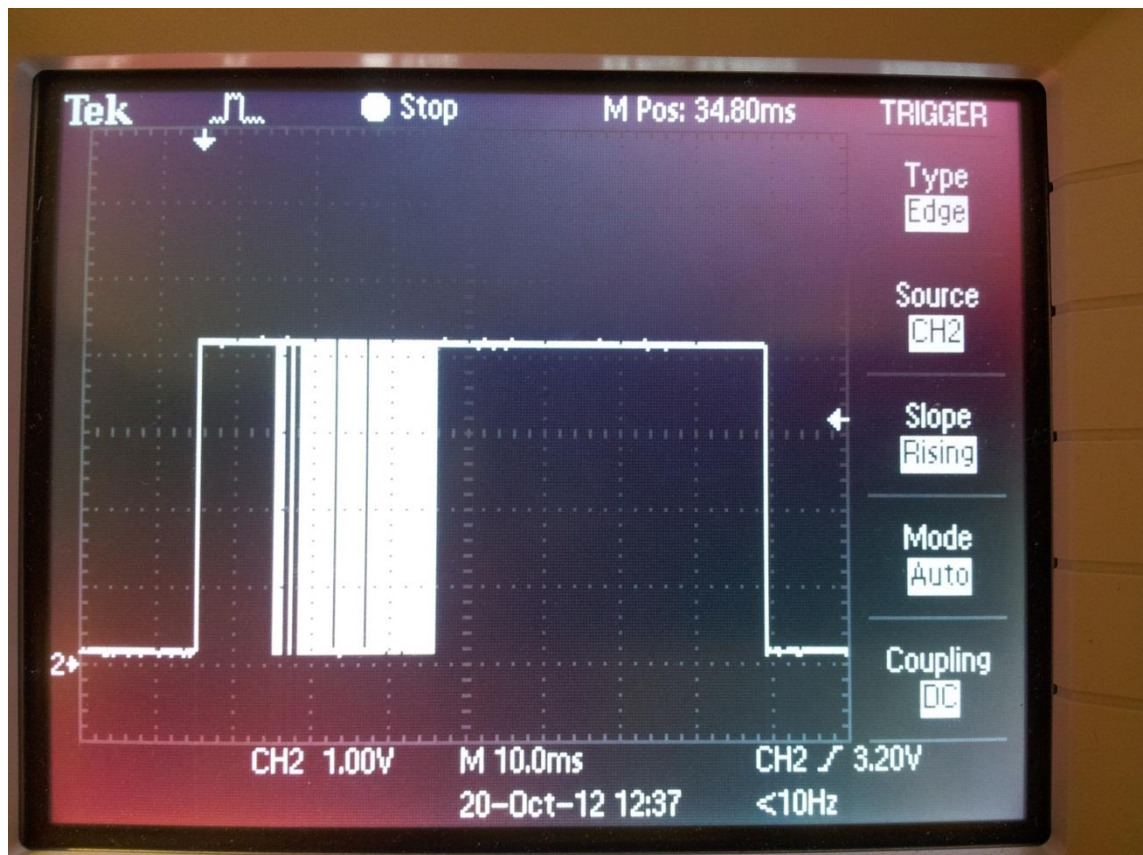 Tek Stop M Pos: 34.80ms TRIGGER
Type
Edge
Source
CH2
Slope
Rising
Mode
Auto
Coupling
DC
2
CH2 1.00V M 10.0ms CH2 3.20V
20-Oct-12 12:37 <10Hz